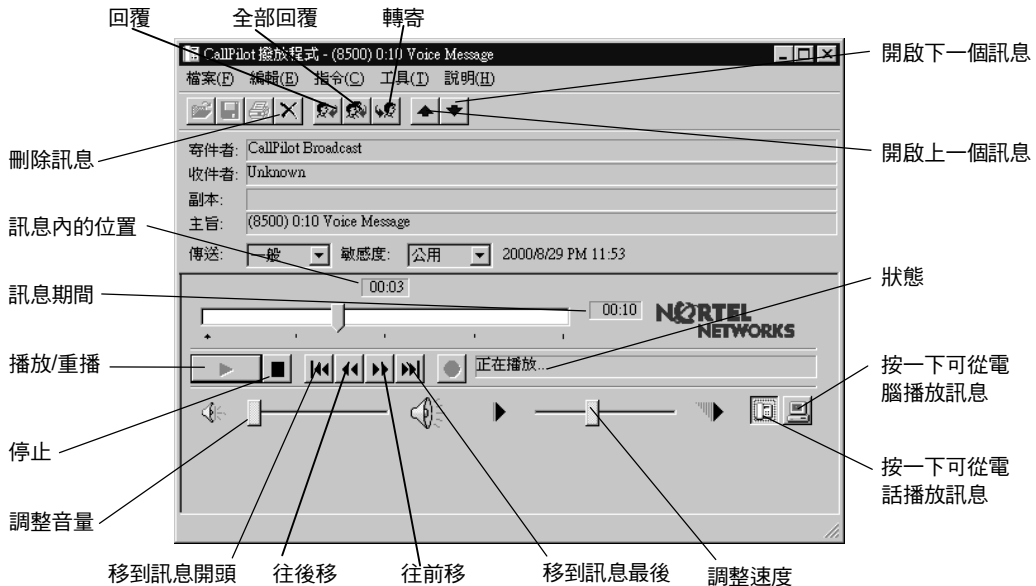 回覆
全部回覆
轉寄
CallPilot 撥放程式 - (8500) 0:10 Voice Message
開啟下一個訊息
檔案(F) 編輯(E) 指令(C) 工具(T) 說明(H)
刪除訊息
開啟上一個訊息
寄件者: CallPilot Broadcast
收件者: Unknown
副本:
主旨: (8500) 0:10 Voice Message
訊息內的位置
傳送: 一般 敏感度: 公用 2000/8/29 PM 11:53
狀態
00:03
訊息期間
00:10
NORTEL
NETWORKS
播放/重播
正在播放...
按一下可從電
腦播放訊息
停止
按一下可從電
話播放訊息
調整音量
移到訊息開頭
往後移
往前移
移到訊息最後
調整速度